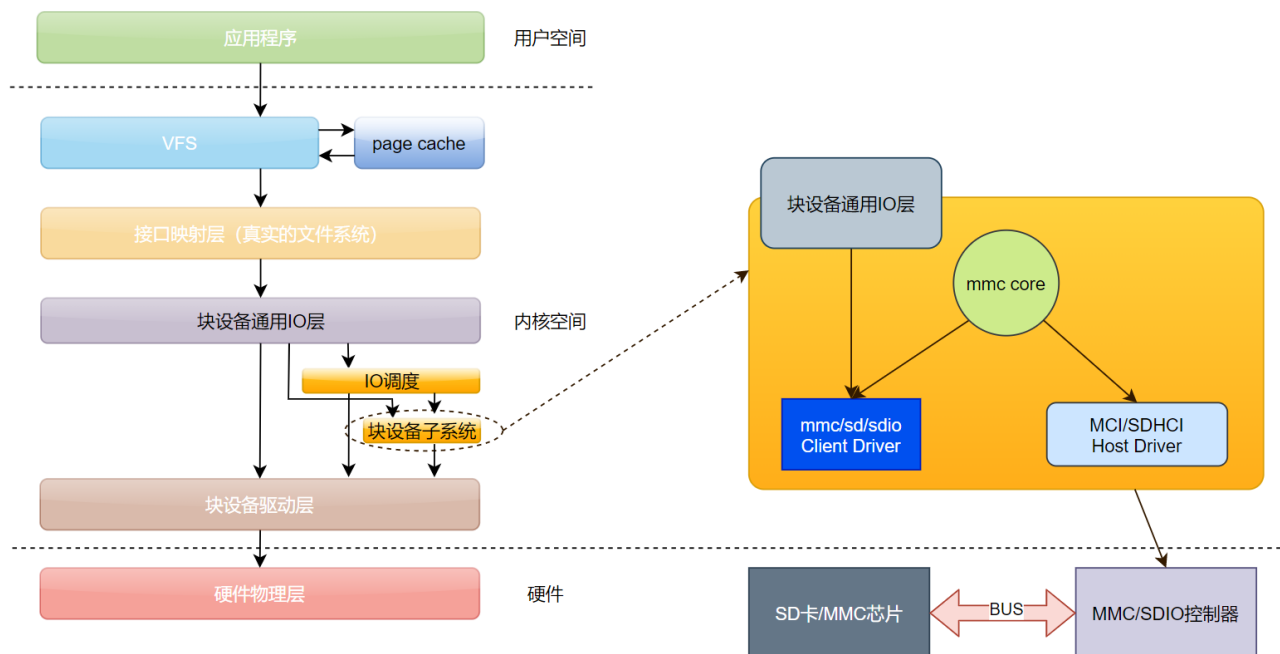 应用程序
用户空间
VFS
page cache
接口映射层（真实的文件系统）
块设备通用IO层
内核空间
IO调度
块设备子系统
块设备驱动层
硬件物理层
硬件
块设备通用IO层
mmc core
mmc/sd/sdio
Client Driver
MCI/SDHCI
Host Driver
SD卡/MMC芯片
BUS
MMC/SDIO控制器